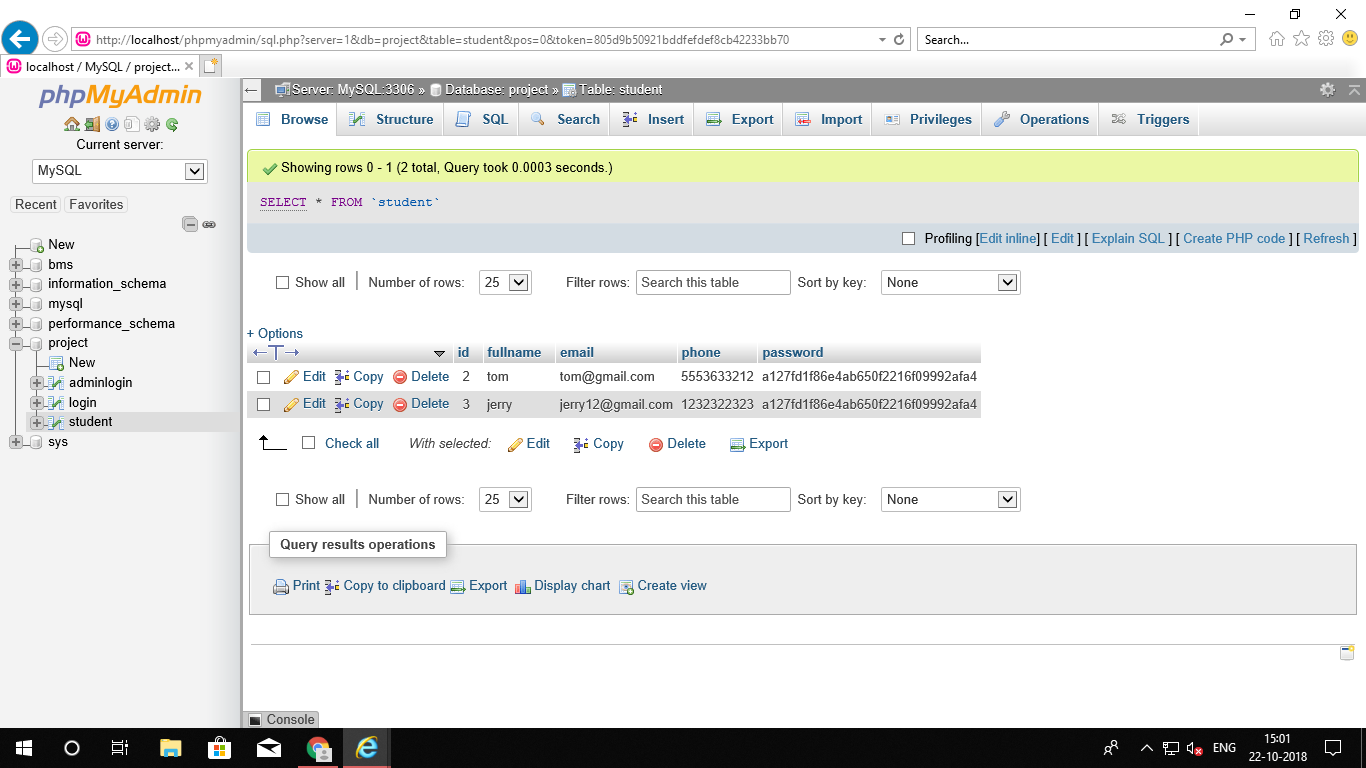 http://localhost/phpmyadmin/sql.php?server=1&db=project&table=student&pos=0&token=805d9b50921bddfefdef8cb42233bb70 Search...
localhost / MySQL / project...
phpMyAdmin
Current server:
MySQL
Recent Favorites
New
bms
information_schema
mysql
performance_schema
project
New
adminlogin
login
student
sys
Server: MySQL:3306 » Database: project » Table: student
Browse Structure SQL Search Insert Export Import Privileges Operations Triggers
Showing rows 0 - 1 (2 total, Query took 0.0003 seconds.)
SELECT * FROM `student`
Profiling [Edit inline] [ Edit ] [ Explain SQL ] [ Create PHP code ] [ Refresh ]
Show all Number of rows: 25 Filter rows: Search this table Sort by key: None
+ Options
id fullname email phone password
Edit Copy Delete 2 tom tom@gmail.com 5553633212 a127fd1f86e4ab650f2216f09992afa4
Edit Copy Delete 3 jerry jerry12@gmail.com 1232322323 a127fd1f86e4ab650f2216f09992afa4
Check all With selected: Edit Copy Delete Export
Show all Number of rows: 25 Filter rows: Search this table Sort by key: None
Query results operations
Print Copy to clipboard Export Display chart Create view
Console
ENG
15:01
22-10-2018